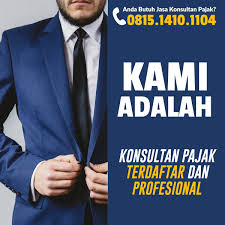 Anda Butuh Jasa Konsultan Pajak?
0815.1410.1104
KAMI
ADALAH
KONSULTAN PAJAK
TERDAFTAR DAN
PROFESIONAL